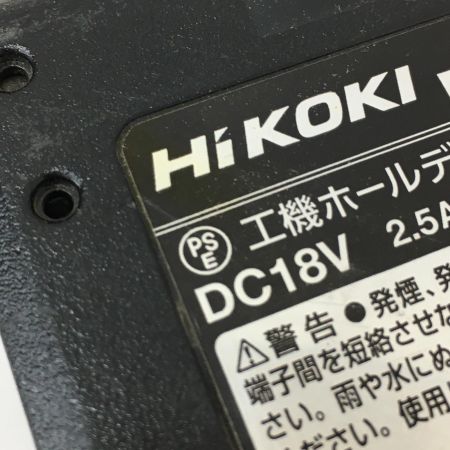 HiKOKI
PSE 工機ホールデ
DC18V 2.5A
⚠警告 ●発煙、発
端子間を短絡させな
さい。雨や水にぬ
ください。使用